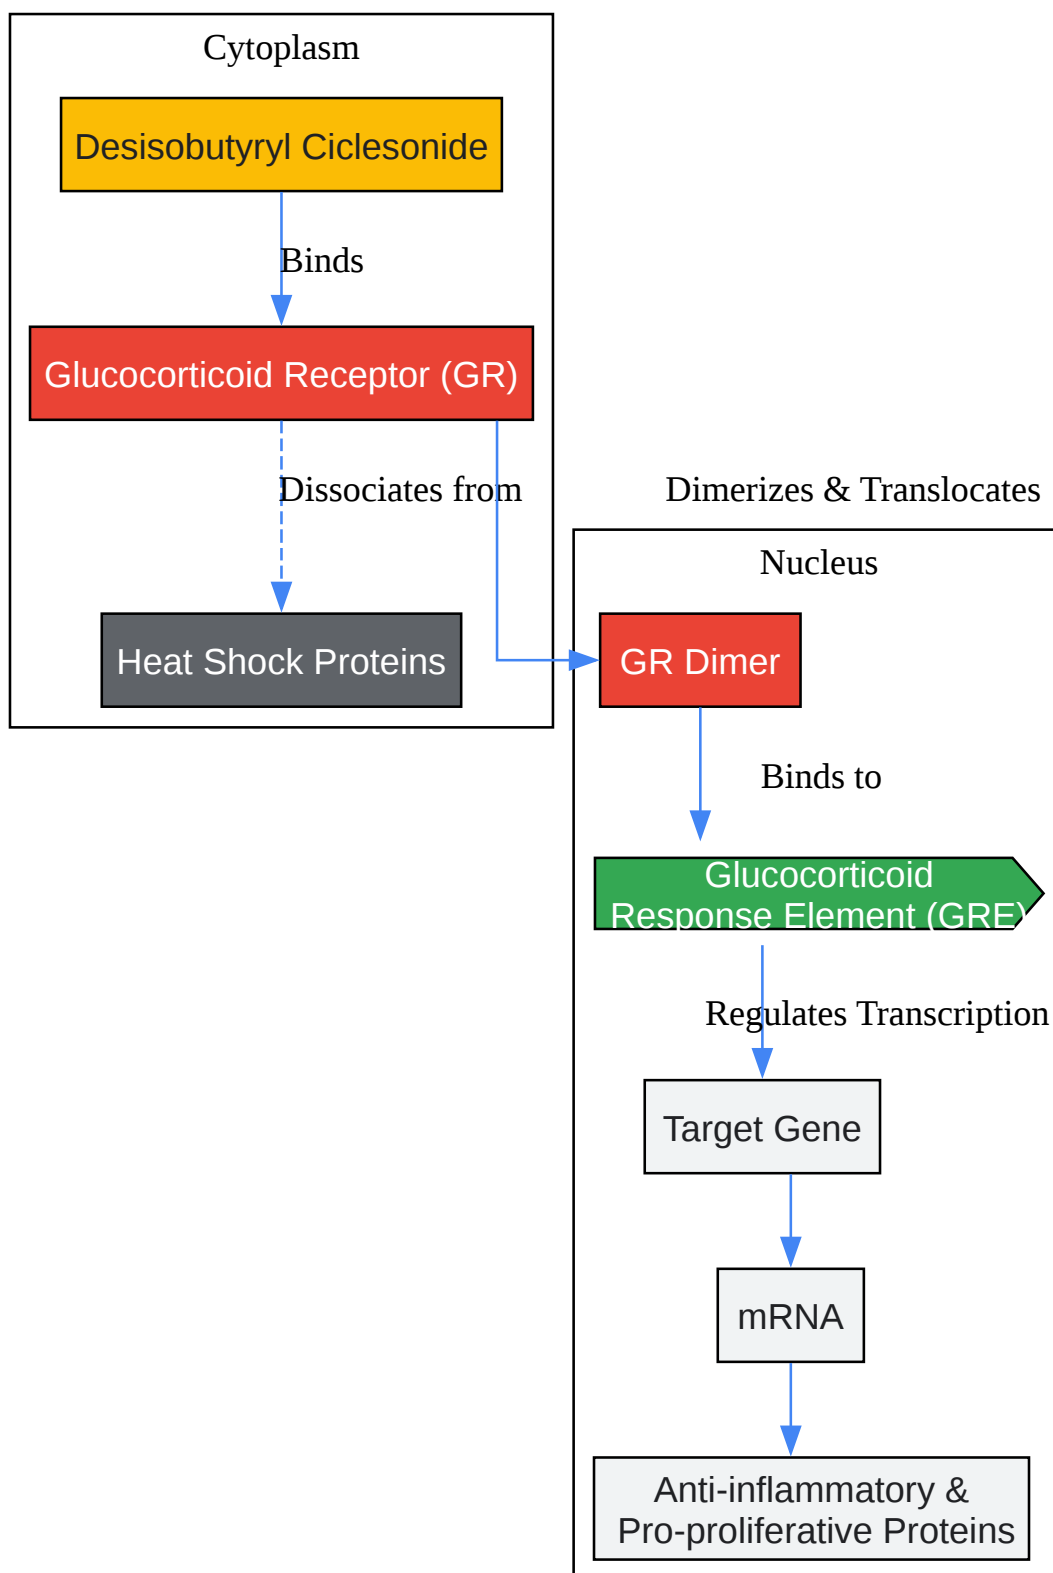 Cytoplasm
Desisobutyryl Ciclesonide
Binds
Glucocorticoid Receptor (GR)
Dissociates from
Heat Shock Proteins
Dimerizes & Translocates
Nucleus
GR Dimer
Binds to
Glucocorticoid
Response Element (GRE)
Regulates Transcription
Target Gene
mRNA
Anti-inflammatory &
Pro-proliferative Proteins